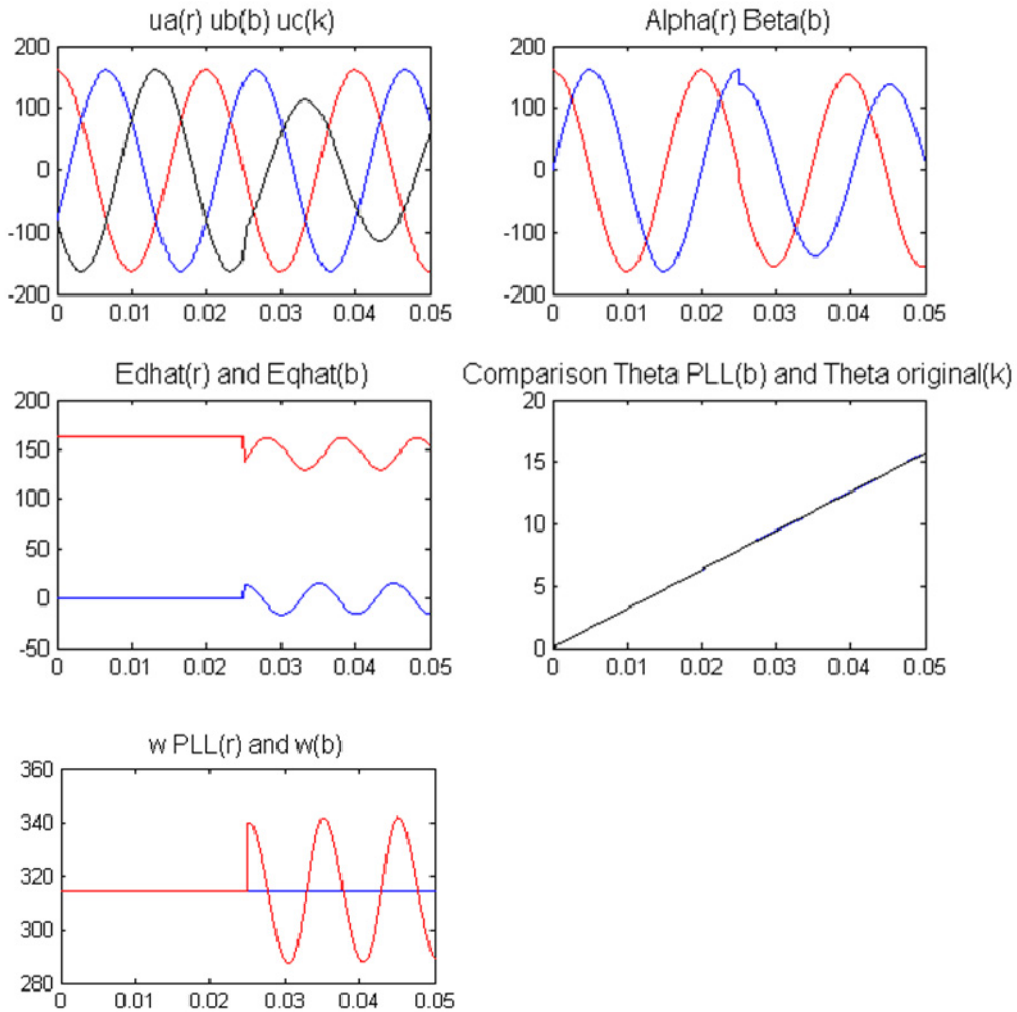 ua(r) ub(b) uc(k)
200
100
0
-100
-200
0 0.01 0.02 0.03 0.04 0.05
Alpha(r) Beta(b)
200
100
0
-100
-200
0 0.01 0.02 0.03 0.04 0.05
Edhat(r) and Eqhat(b)
200
150
100
50
0
-50
0 0.01 0.02 0.03 0.04 0.05
Comparison Theta PLL(b) and Theta original(k)
20
15
10
5
0
0 0.01 0.02 0.03 0.04 0.05
w PLL(r) and w(b)
360
340
320
300
280
0 0.01 0.02 0.03 0.04 0.05